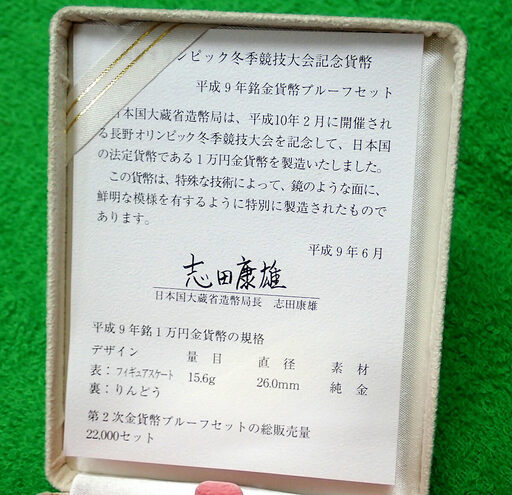 ンピック冬季競技大会記念貨幣
平成9年銘金貨幣プルーフセット
日本国大蔵省造幣局は、平成10年2月に開催され
る長野オリンピック冬季競技大会を記念して、日本国
の法定貨幣である1万円金貨幣を製造いたしました。
この貨幣は、特殊な技術によって、鏡のような面に、
鮮明な模様を有するように特別に製造されたもので
あります。
平成9年6月
志田康雄
日本国大蔵省造幣局長 志田康雄
平成9年銘1万円金貨幣の規格
デザイン 量目 直径 素材
表：フィギュアスケート 15.6g 26.0mm 純金
裏：りんどう
第2次金貨幣プルーフセットの総販売量
22,000セット